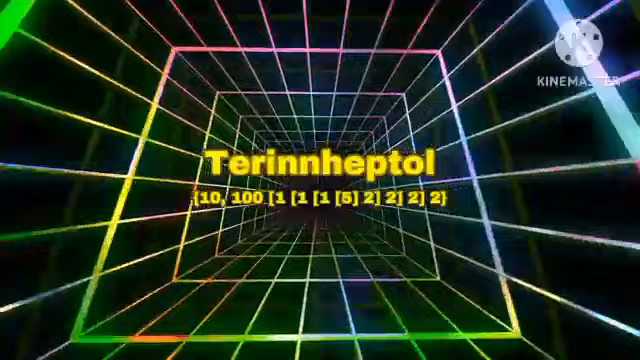 KINEMASTER
Terinnheptol
{10, 100 [1 [1 [1 [5] 2] 2] 2] 2}